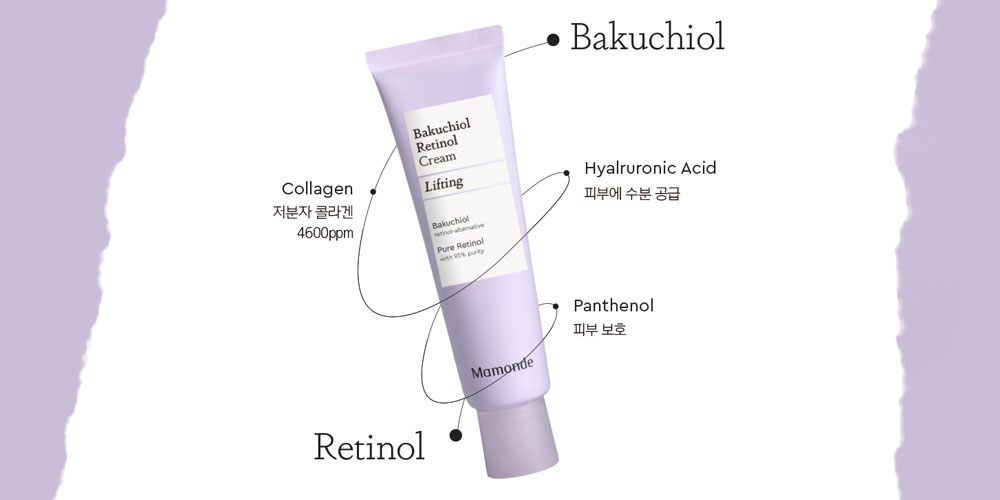 Bakuchiol
Bakuchiol
Retinol
Cream
Lifting
Bakuchiol
retinol-alternative
Pure Retinol
with 95% purity
Mamonde
Collagen
저분자 콜라겐
4600ppm
Hyalruronic Acid
피부에 수분 공급
Panthenol
피부 보호
Retinol